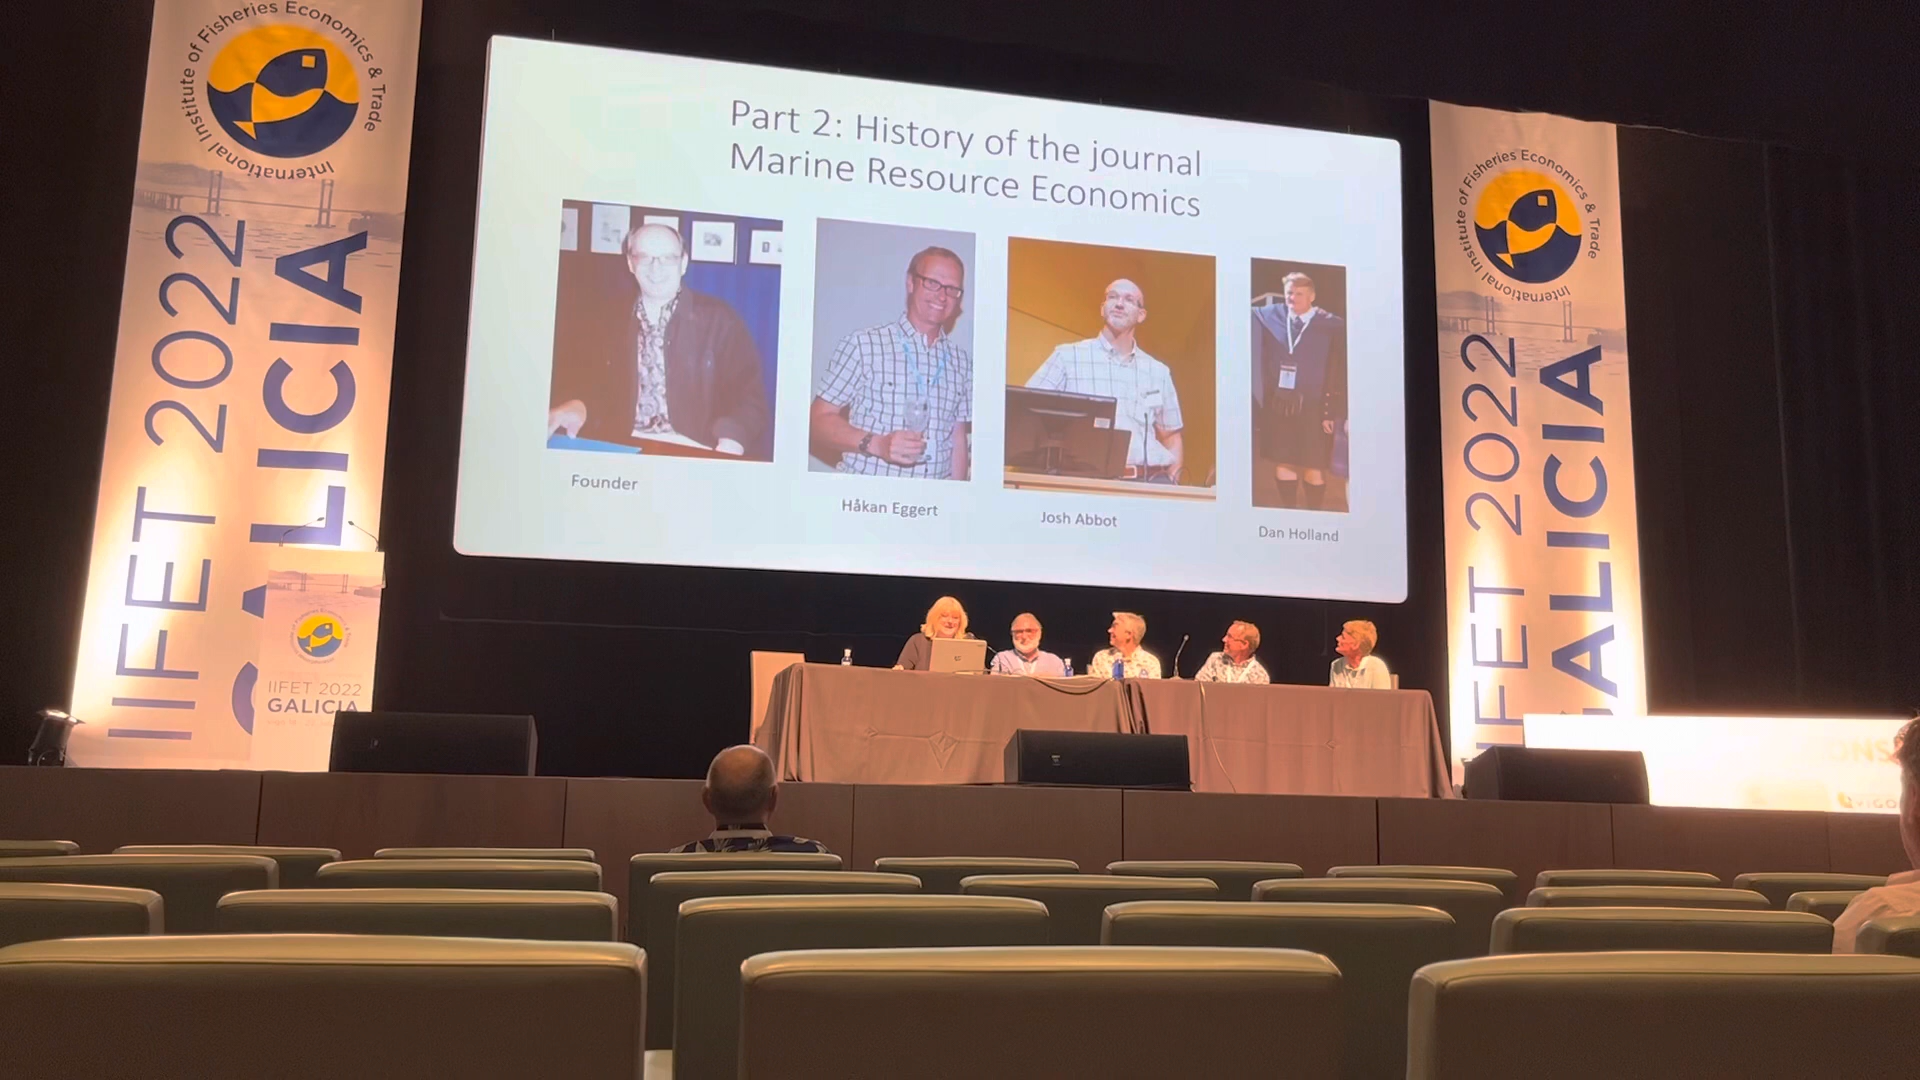 International Institute of Fisheries Economics & Trade
IIFET 2022
GALICIA
Part 2: History of the journal
Marine Resource Economics
Founder
Håkan Eggert
Josh Abbot
Dan Holland
International Institute of Fisheries Economics & Trade
IIFET 2022
GALICIA
IIFET 2022
GALICIA